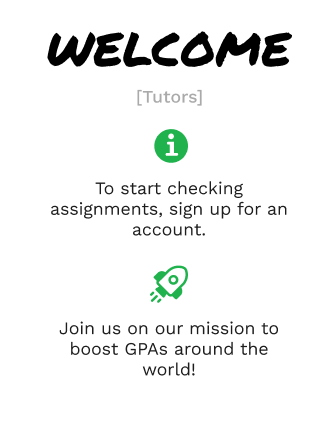 WELCOME
[Tutors]
To start checking
assignments, sign up for an
account.
Join us on our mission to
boost GPAs around the
world!